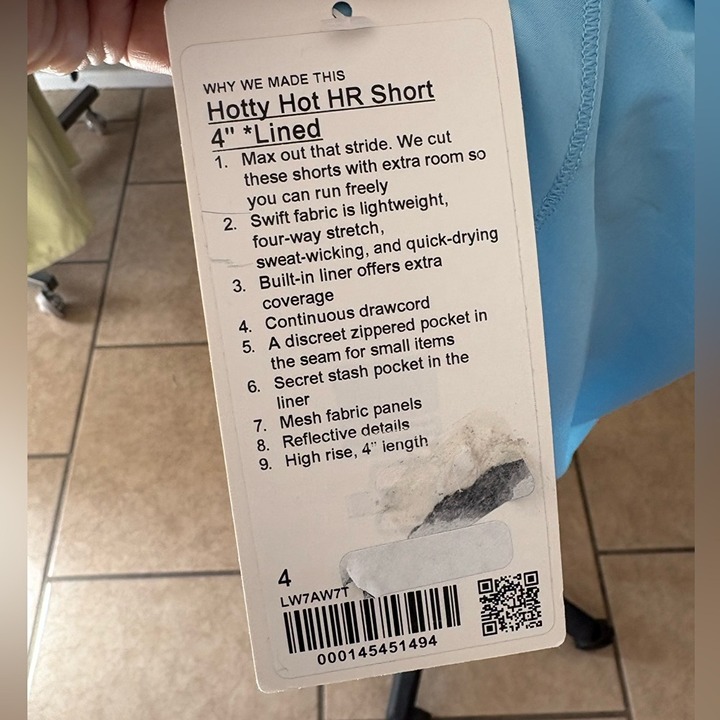 WHY WE MADE THIS
Hotty Hot HR Short
4" *Lined
1. Max out that stride. We cut
these shorts with extra room so
you can run freely
2. Swift fabric is lightweight,
four-way stretch,
sweat-wicking, and quick-drying
3. Built-in liner offers extra
coverage
4. Continuous drawcord
5. A discreet zippered pocket in
the seam for small items
6. Secret stash pocket in the
liner
7. Mesh fabric panels
8. Reflective details
9. High rise, 4" length
4
LW7AW7T
000145451494